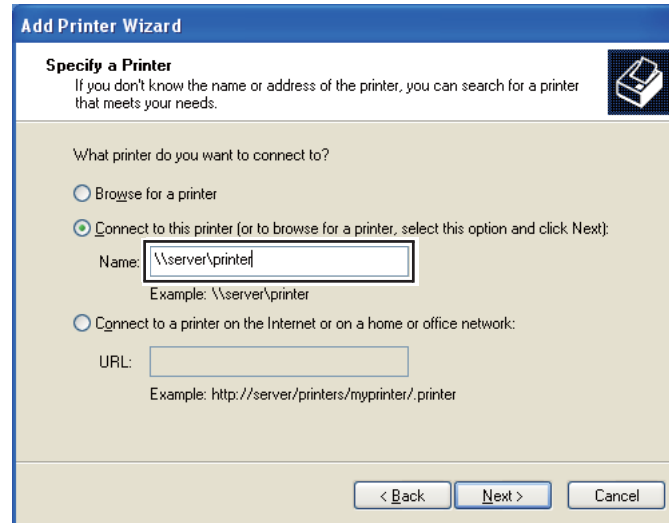 Add Printer Wizard
Specify a Printer
If you don't know the name or address of the printer, you can search for a printer
that meets your needs.
What printer do you want to connect to?
Browse for a printer
Connect to this printer (or to browse for a printer, select this option and click Next):
Name: \\server\printer
Example: \\server\printer
Connect to a printer on the Internet or on a home or office network:
URL:
Example: http://server/printers/myprinter/.printer
< Back Next > Cancel